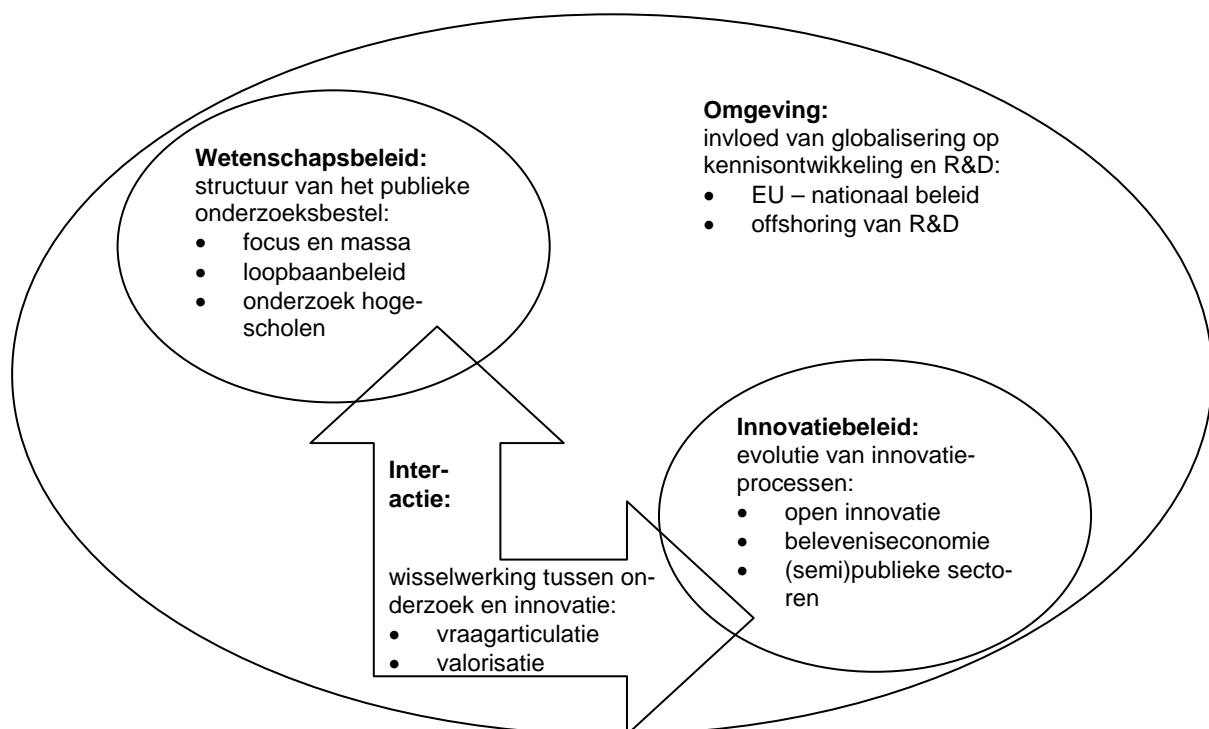 Wetenschapsbeleid:
structuur van het publieke
onderzoeksbestel:
• focus en massa
• loopbaanbeleid
• onderzoek hoge-
scholen
Omgeving:
invloed van globalisering op
kennisontwikkeling en R&D:
• EU – nationaal beleid
• offshoring van R&D
Inter-
actie:
wisselwerking tussen on-
derzoek en innovatie:
• vraagarticulatie
• valorisatie
Innovatiebeleid:
evolutie van innovatie-
processen:
• open innovatie
• beleveniseconomie
• (semi)publieke secto-
ren